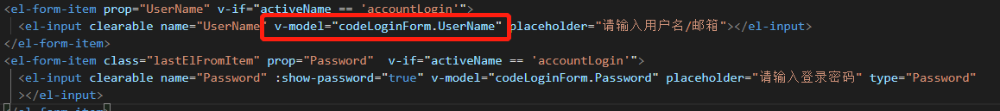 <el-form-item prop="UserName" v-if="activeName == 'accountLogin'">
<el-input clearable name="UserName" v-model="codeLoginForm.UserName" placeholder="请输入用户名/邮箱"></el-input>
</el-form-item>
<el-form-item class="lastElFromItem" prop="Password"  v-if="activeName == 'accountLogin'">
<el-input clearable name="Password" :show-password="true" v-model="codeLoginForm.Password" placeholder="请输入登录密码" type="Password"
></el-input>
</el-form-item>